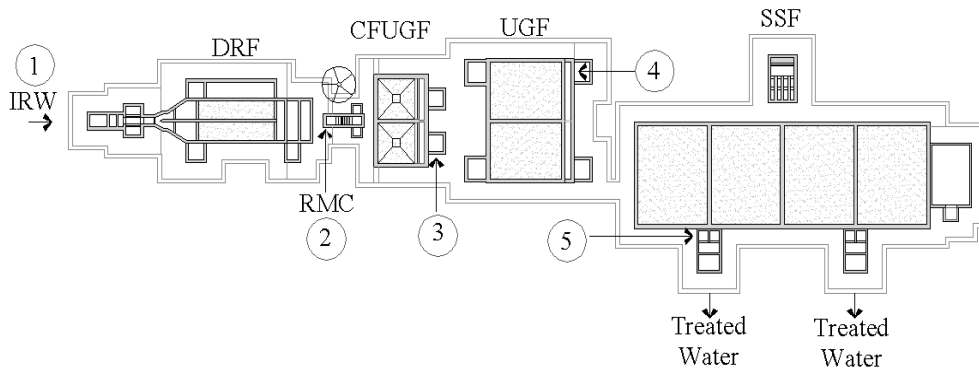 SSF
CFUGF
UGF
DRF
1
IRW
4
RMC
2
3
5
Treated
Water
Treated
Water